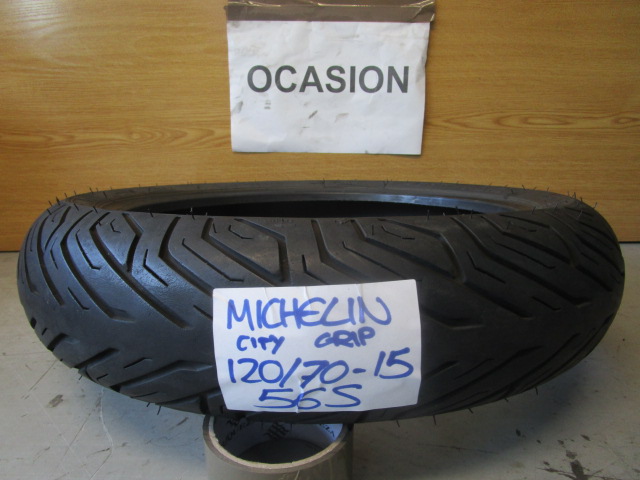 OCASION
MICHELIN
CITY GRIP
120/70-15
56S